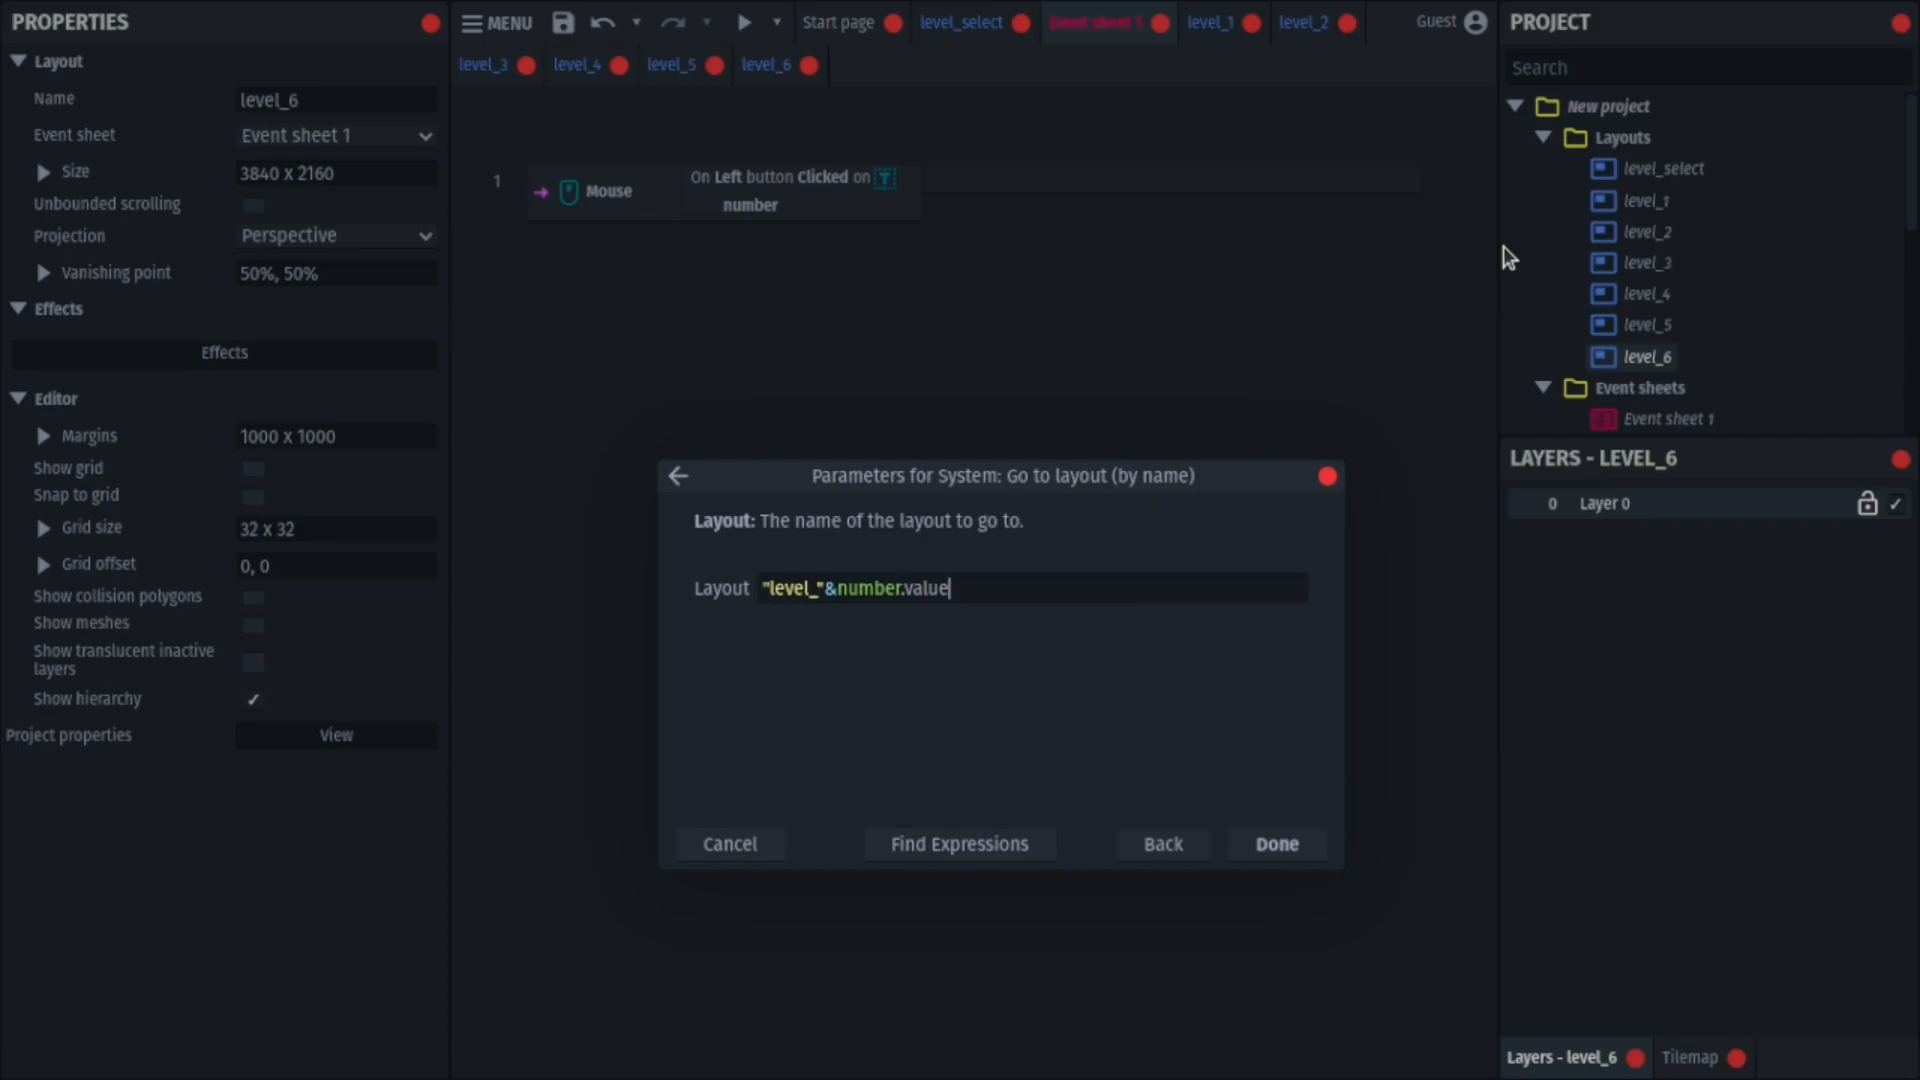 PROPERTIES
Layout
Name level_6
Event sheet Event sheet 1
Size 3840 x 2160
Unbounded scrolling
Projection Perspective
Vanishing point 50%, 50%
Effects
Effects
Editor
Margins 1000 x 1000
Show grid
Snap to grid
Grid size 32 x 32
Grid offset 0, 0
Show collision polygons
Show meshes
Show translucent inactive
layers
Show hierarchy
Project properties View
MENU Start page level_select Event sheet 1 level_1 level_2 Guest
level_3 level_4 level_5 level_6
1 Mouse On Left button Clicked on T
number
Parameters for System: Go to layout (by name)
Layout: The name of the layout to go to.
Layout "level_"&number.value
Cancel Find Expressions Back Done
PROJECT
Search
New project
Layouts
level_select
level_1
level_2
level_3
level_4
level_5
level_6
Event sheets
Event sheet 1
LAYERS - LEVEL_6
0 Layer 0
Layers - level_6 Tilemap